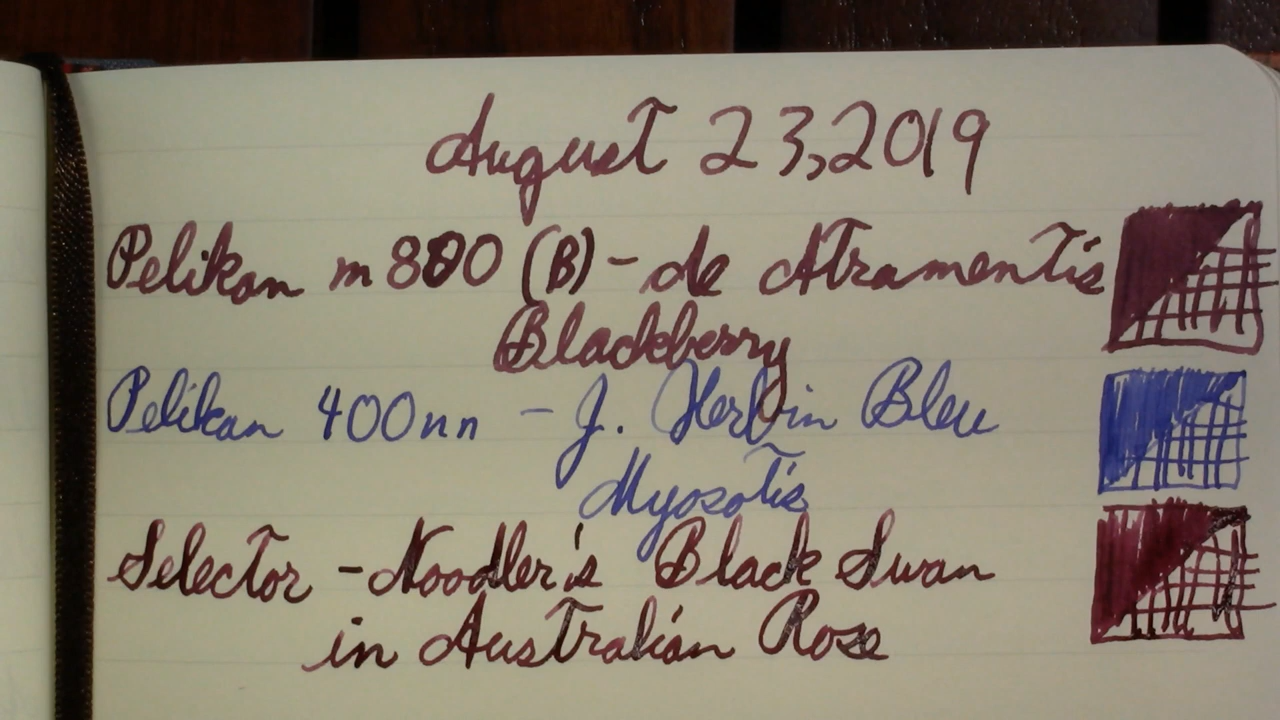 August 23,2019
Pelikan m800 (B) - de Atramentis
Blackberry
Pelikan 400nn - J. Herbin Bleu
Myosotis
Selector - Noodler's Black Swan
in Australian Rose